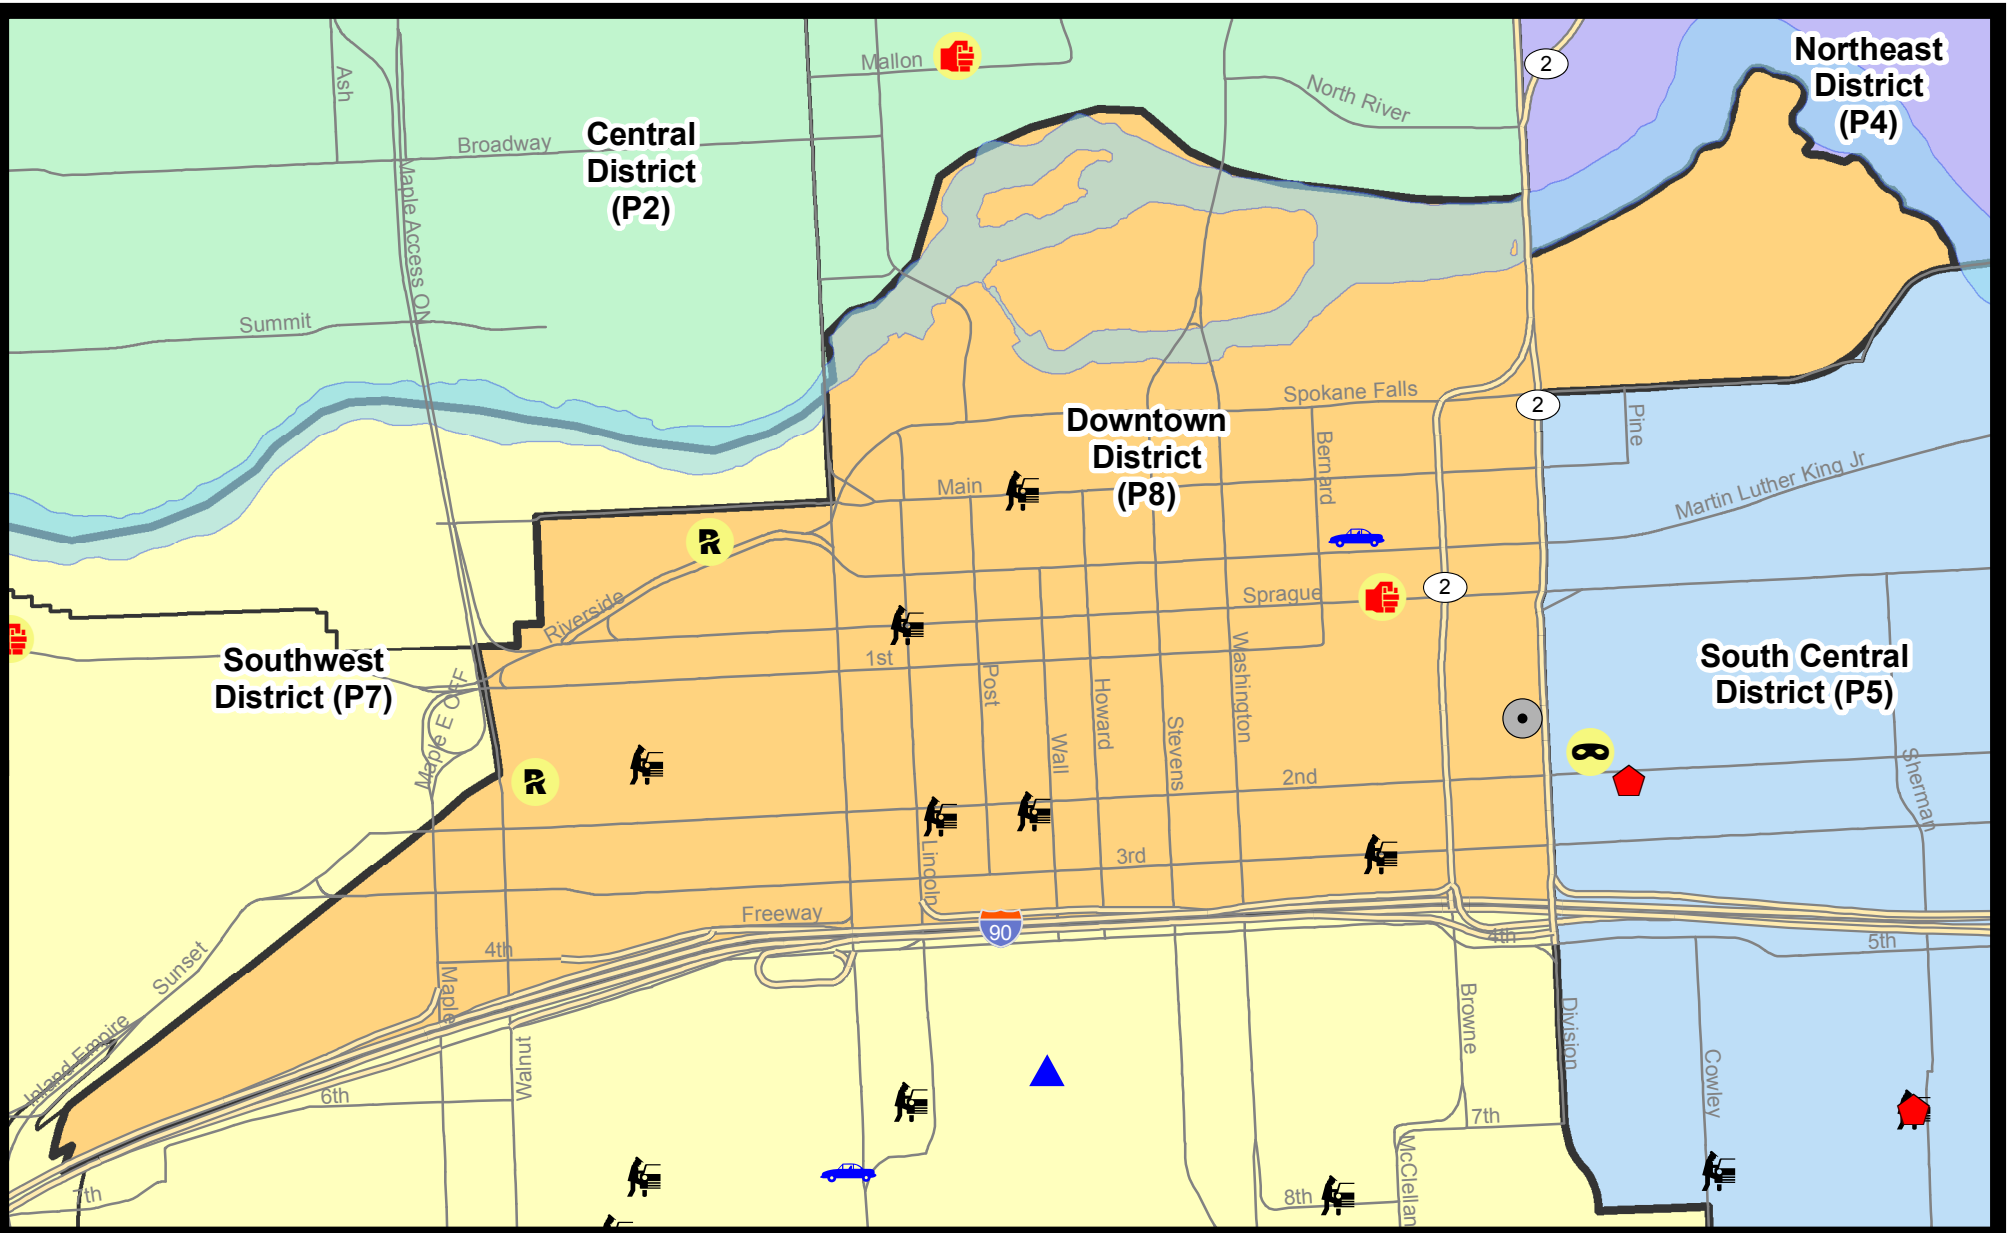 Northeast
District
(P4)
2
Mallon
Ash
North River
Central
District
(P2)
Broadway
Maple Access ON
Summit
Spokane Falls
2
Pine
Downtown
District
(P8)
Bernard
Main
Martin Luther King Jr
R
Sprague
2
Riverside
1st
Southwest
District (P7)
South Central
District (P5)
Washington
Post
Howard
Maple E OFF
Wall
Stevens
2nd
R
Sherman
3rd
Lincoln
Freeway
90
4th
4th
5th
Sunset
Maple
Browne
Division
Inland Empire
Walnut
Cowley
6th
7th
McClellan
7th
8th